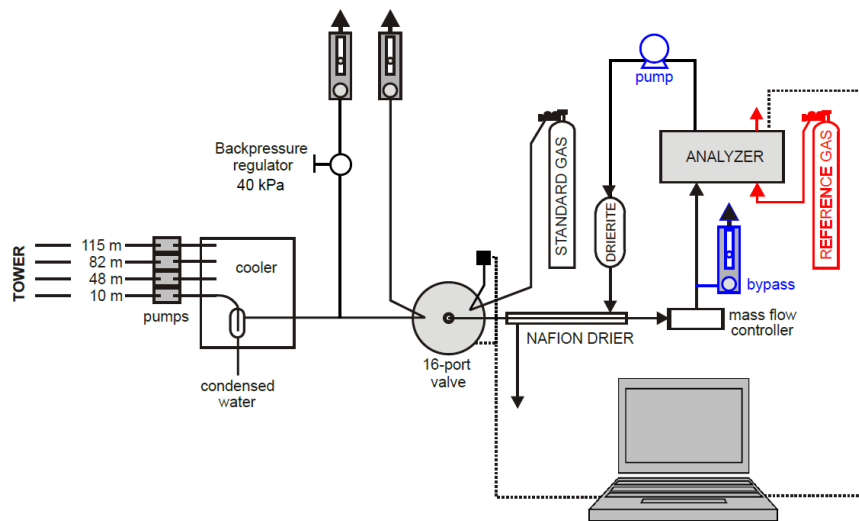 pump
Backpressure
regulator
40 kPa
STANDARD GAS
ANALYZER
REFERENCE GAS
DRIERITE
TOWER
115 m
82 m
48 m
10 m
cooler
bypass
pumps
mass flow
controller
NAFION DRIER
16-port
valve
condensed
water